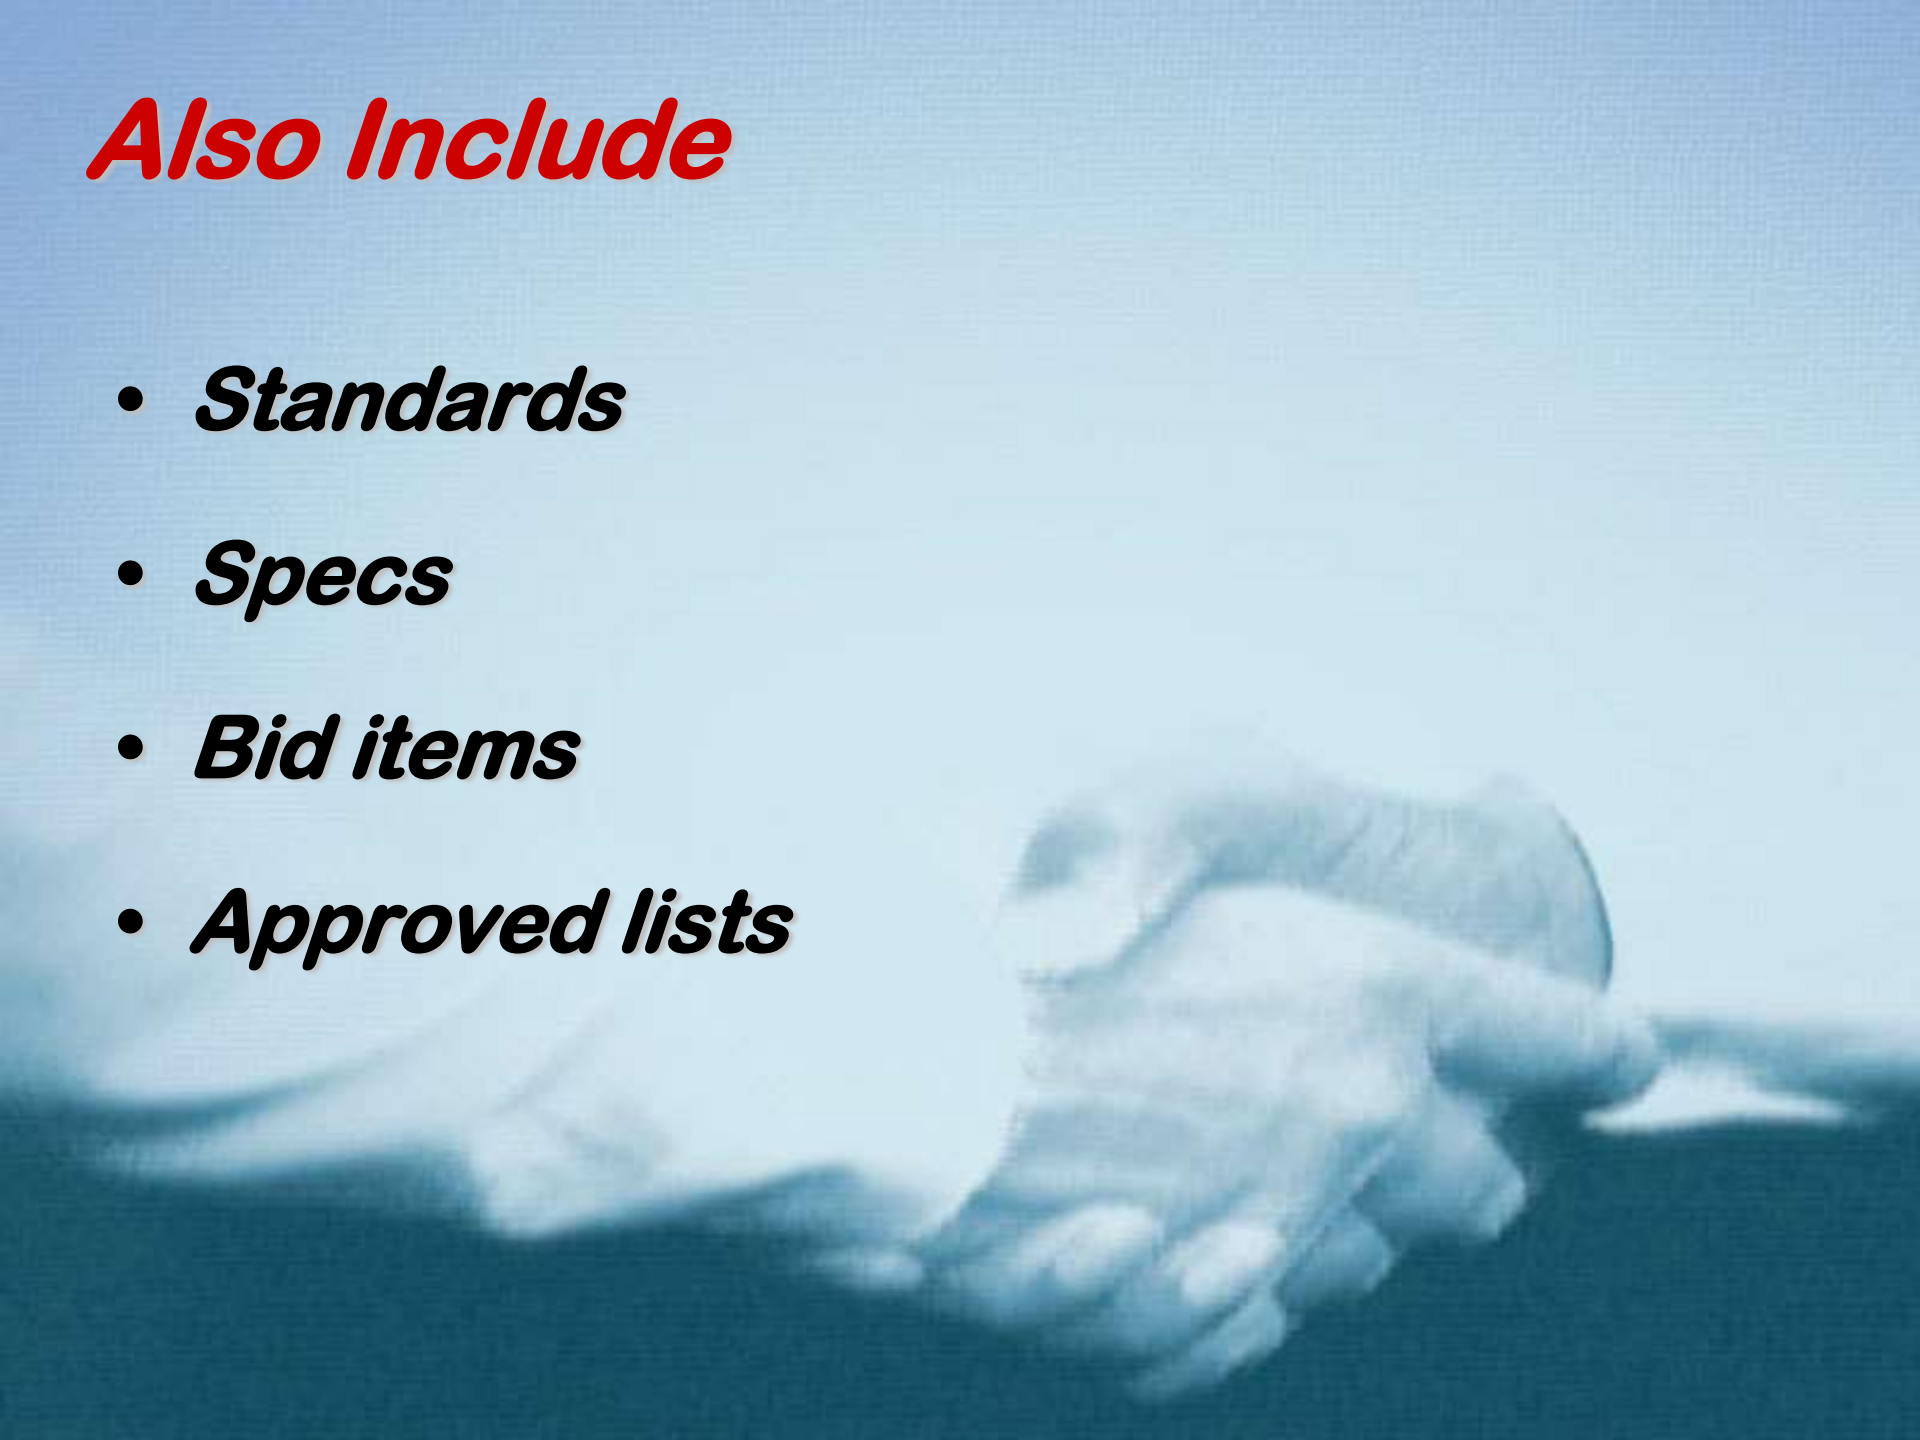 Also Include
• Standards
• Specs
• Bid items
• Approved lists